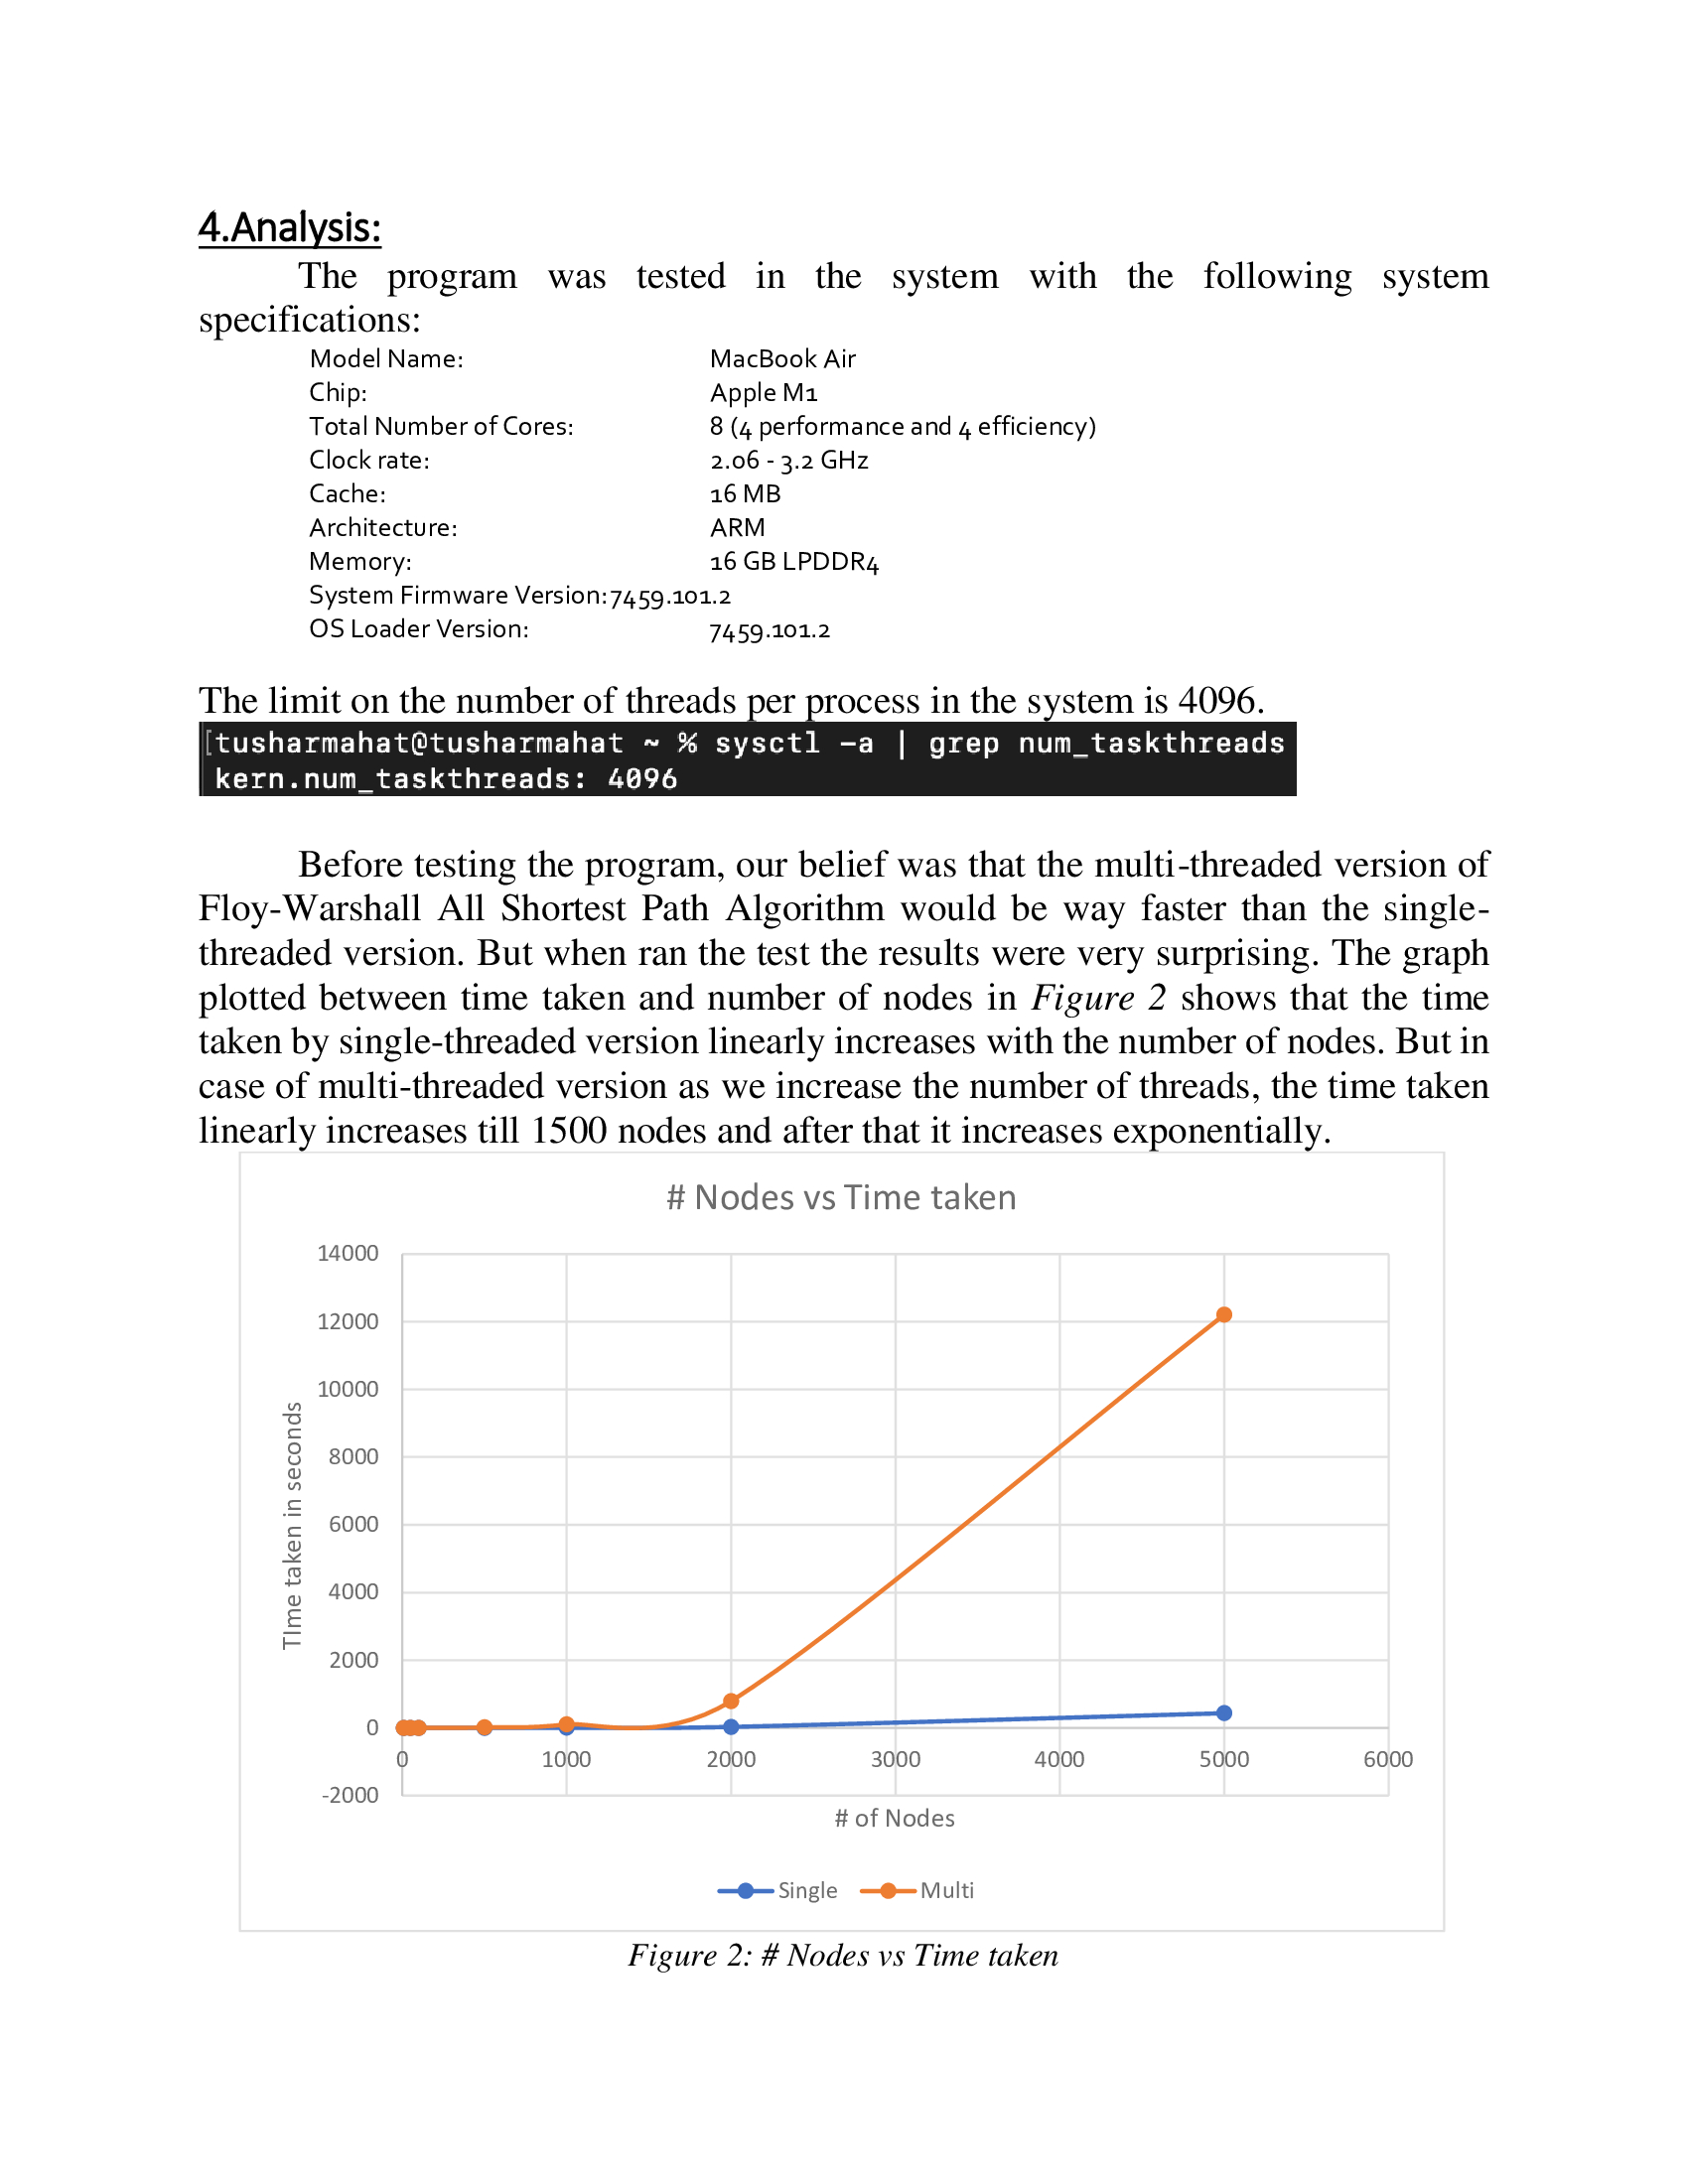 4.Analysis:
The program was tested in the system with the following system
specifications:
Model Name: MacBook Air
Chip: Apple M1
Total Number of Cores: 8 (4 performance and 4 efficiency)
Clock rate: 2.06 - 3.2 GHz
Cache: 16 MB
Architecture: ARM
Memory: 16 GB LPDDR4
System Firmware Version: 7459.101.2
OS Loader Version: 7459.101.2
The limit on the number of threads per process in the system is 4096.
[tusharmahat@tusharmahat ~ % sysctl -a | grep num_taskthreads
kern.num_taskthreads: 4096
Before testing the program, our belief was that the multi-threaded version of
Floy-Warshall All Shortest Path Algorithm would be way faster than the single-
threaded version. But when ran the test the results were very surprising. The graph
plotted between time taken and number of nodes in Figure 2 shows that the time
taken by single-threaded version linearly increases with the number of nodes. But in
case of multi-threaded version as we increase the number of threads, the time taken
linearly increases till 1500 nodes and after that it increases exponentially.
# Nodes vs Time taken
14000
12000
10000
8000
6000
4000
2000
0
-2000
TIme taken in seconds
0 1000 2000 3000 4000 5000 6000
# of Nodes
Single Multi
Figure 2: # Nodes vs Time taken